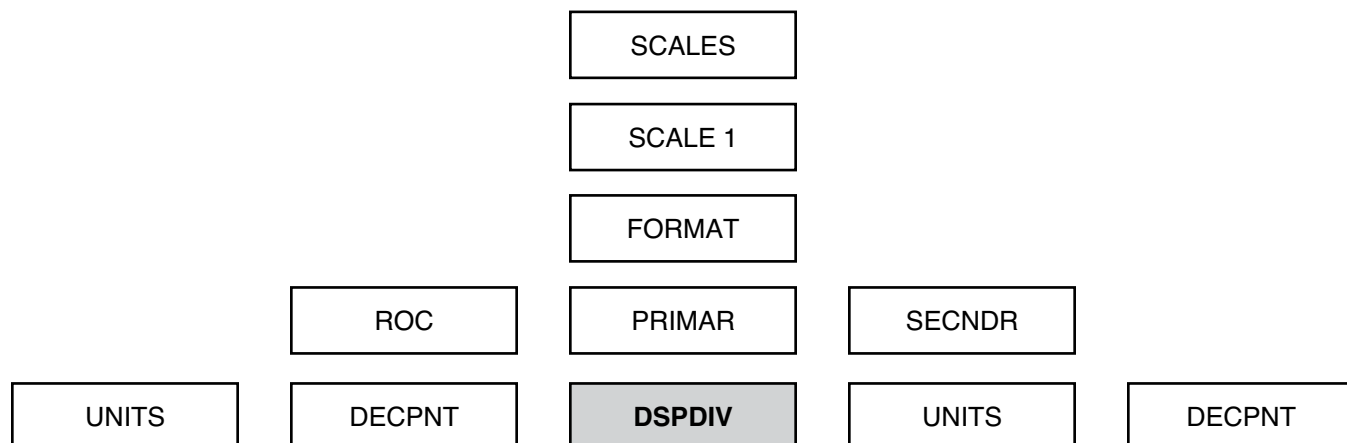 SCALES
SCALE 1
FORMAT
ROC PRIMAR SECNDR
UNITS DECPNT DSPDIV UNITS DECPNT